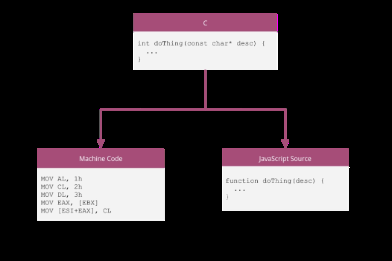 C
int doThing(const char* desc) {
...
}
Machine Code
MOV AL, 1h
MOV CL, 2h
MOV DL, 3h
MOV EAX, [EBX]
MOV [ESI+EAX], CL
JavaScript Source
function doThing(desc) {
...
}